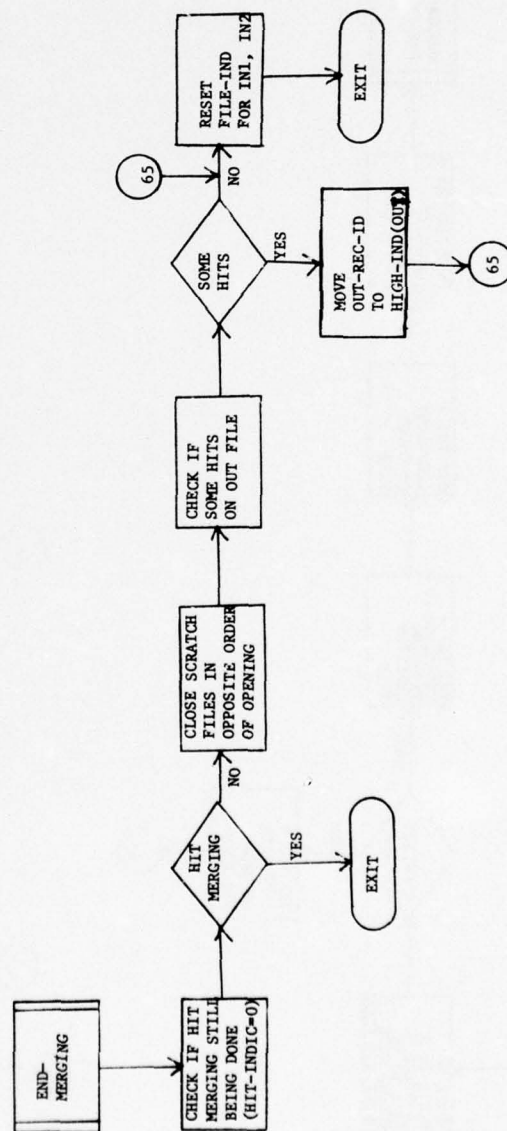 END-
MERGING
CHECK IF HIT
MERGING STILL
BEING DONE
(HIT-INDIC=0)
HIT
MERGING
YES
EXIT
NO
CLOSE SCRATCH
FILES IN
OPPOSITE ORDER
OF OPENING
CHECK IF
SOME HITS
ON OUT FILE
SOME
HITS
YES
MOVE
OUT-REC-ID
TO
HIGH-IND(OUT)
65
NO
65
RESET
FILE-IND
FOR IN1, IN2
EXIT